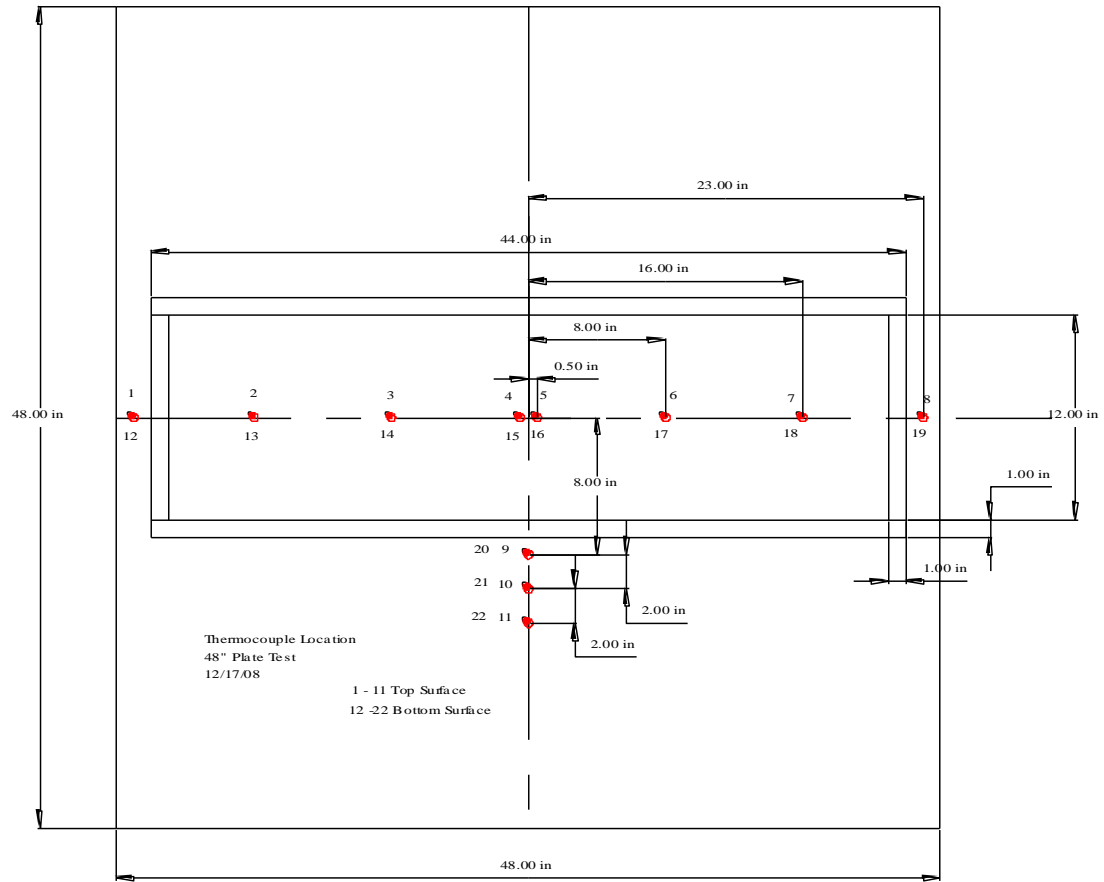 23.00 in
44.00 in
16.00 in
8.00 in
0.50 in
1 2 3 4 5 6 7 8
48.00 in
12.00 in
12 13 14 15 16 17 18 19
8.00 in
1.00 in
20 9
21 10
1.00 in
22 11
2.00 in
2.00 in
Thermocouple Location
48" Plate Test
12/17/08
1 - 11 Top Surface
12 -22 Bottom Surface
48.00 in